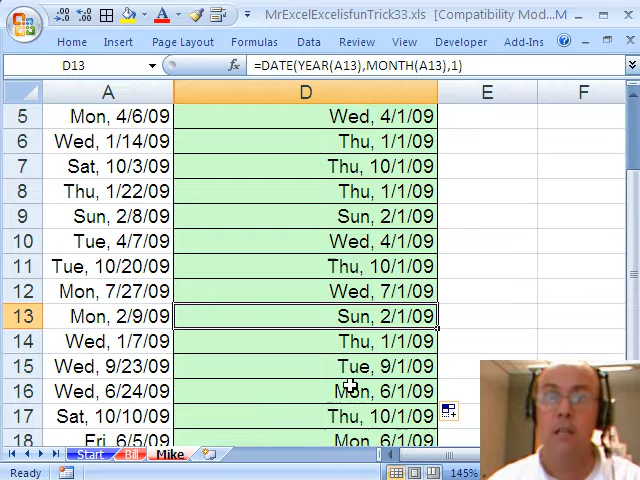 MrExcelExcelisfunTrick33.xls [Compatibility Mod... M
Home Insert Page Layout Formulas Data Review View Developer Add-Ins
D13 fx =DATE(YEAR(A13),MONTH(A13),1)
A D E F
5 Mon, 4/6/09 Wed, 4/1/09
6 Wed, 1/14/09 Thu, 1/1/09
7 Sat, 10/3/09 Thu, 10/1/09
8 Thu, 1/22/09 Thu, 1/1/09
9 Sun, 2/8/09 Sun, 2/1/09
10 Tue, 4/7/09 Wed, 4/1/09
11 Tue, 10/20/09 Thu, 10/1/09
12 Mon, 7/27/09 Wed, 7/1/09
13 Mon, 2/9/09 Sun, 2/1/09
14 Wed, 1/7/09 Thu, 1/1/09
15 Wed, 9/23/09 Tue, 9/1/09
16 Wed, 6/24/09 Mon, 6/1/09
17 Sat, 10/10/09 Thu, 10/1/09
18 Fri, 6/5/09 Mon, 6/1/09
Start Bill Mike
Ready 145%